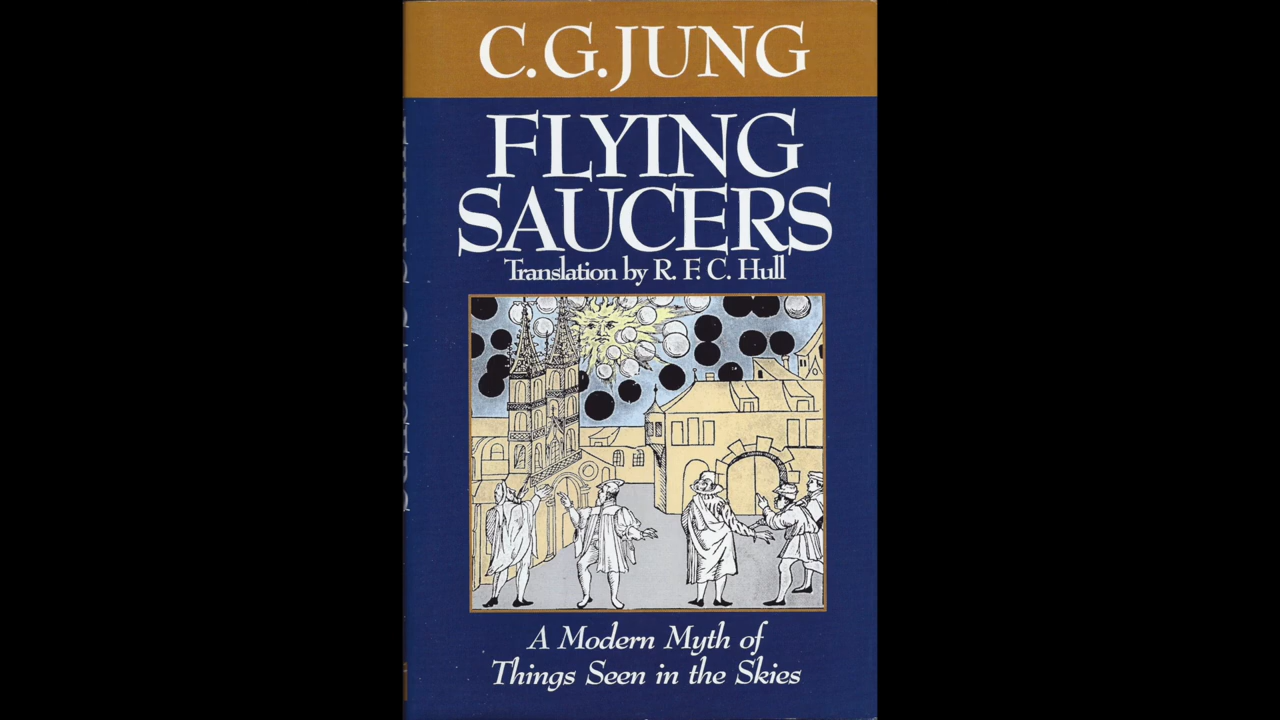 C.G.JUNG
FLYING
SAUCERS
Translation by R. F. C. Hull
A Modern Myth of
Things Seen in the Skies